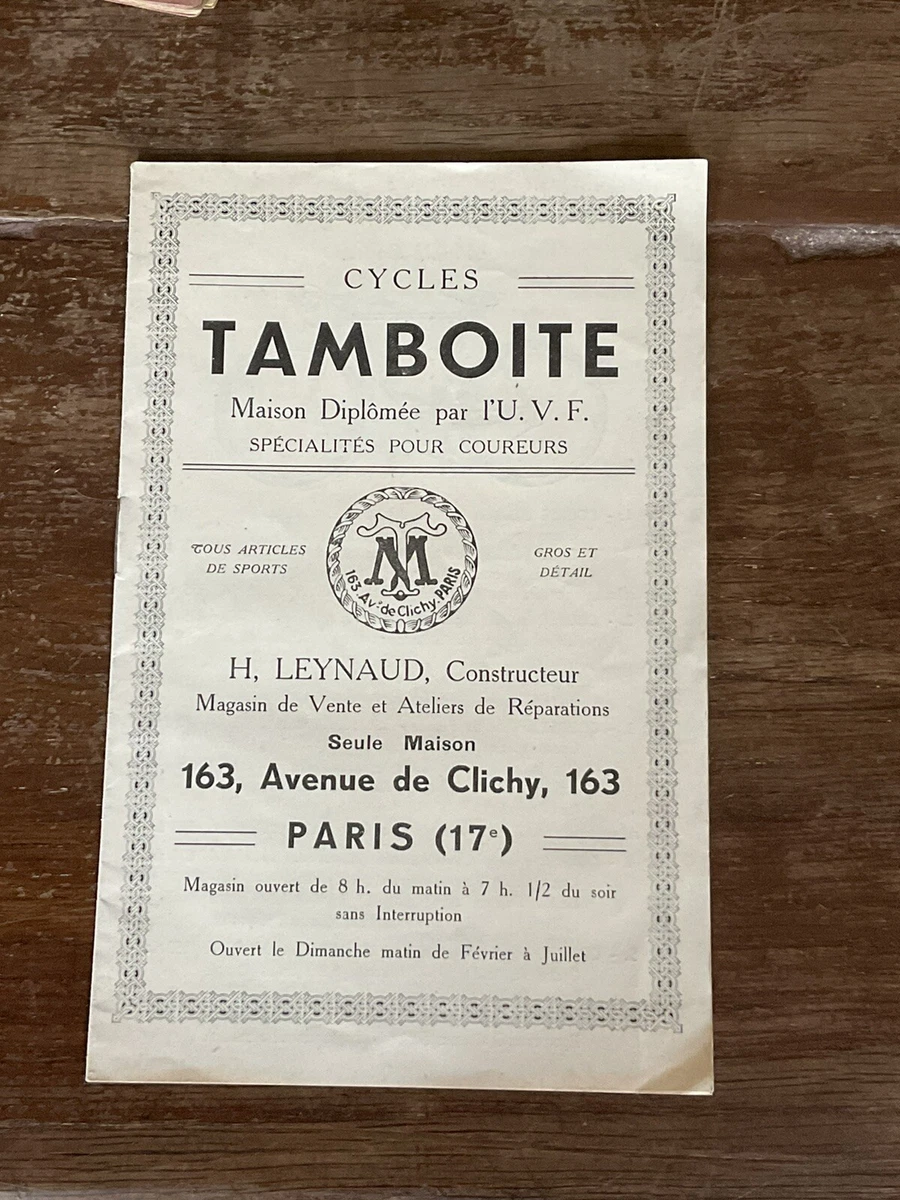 CYCLES
TAMBOITE
Maison Diplômée par l'U. V. F.
SPÉCIALITÉS POUR COUREURS
TOUS ARTICLES
DE SPORTS
TM
163 Av.ue de Clichy. PARIS
GROS ET
DÉTAIL
H, LEYNAUD, Constructeur
Magasin de Vente et Ateliers de Réparations
Seule Maison
163, Avenue de Clichy, 163
PARIS (17e)
Magasin ouvert de 8 h. du matin à 7 h. 1/2 du soir
sans Interruption
Ouvert le Dimanche matin de Février à Juillet